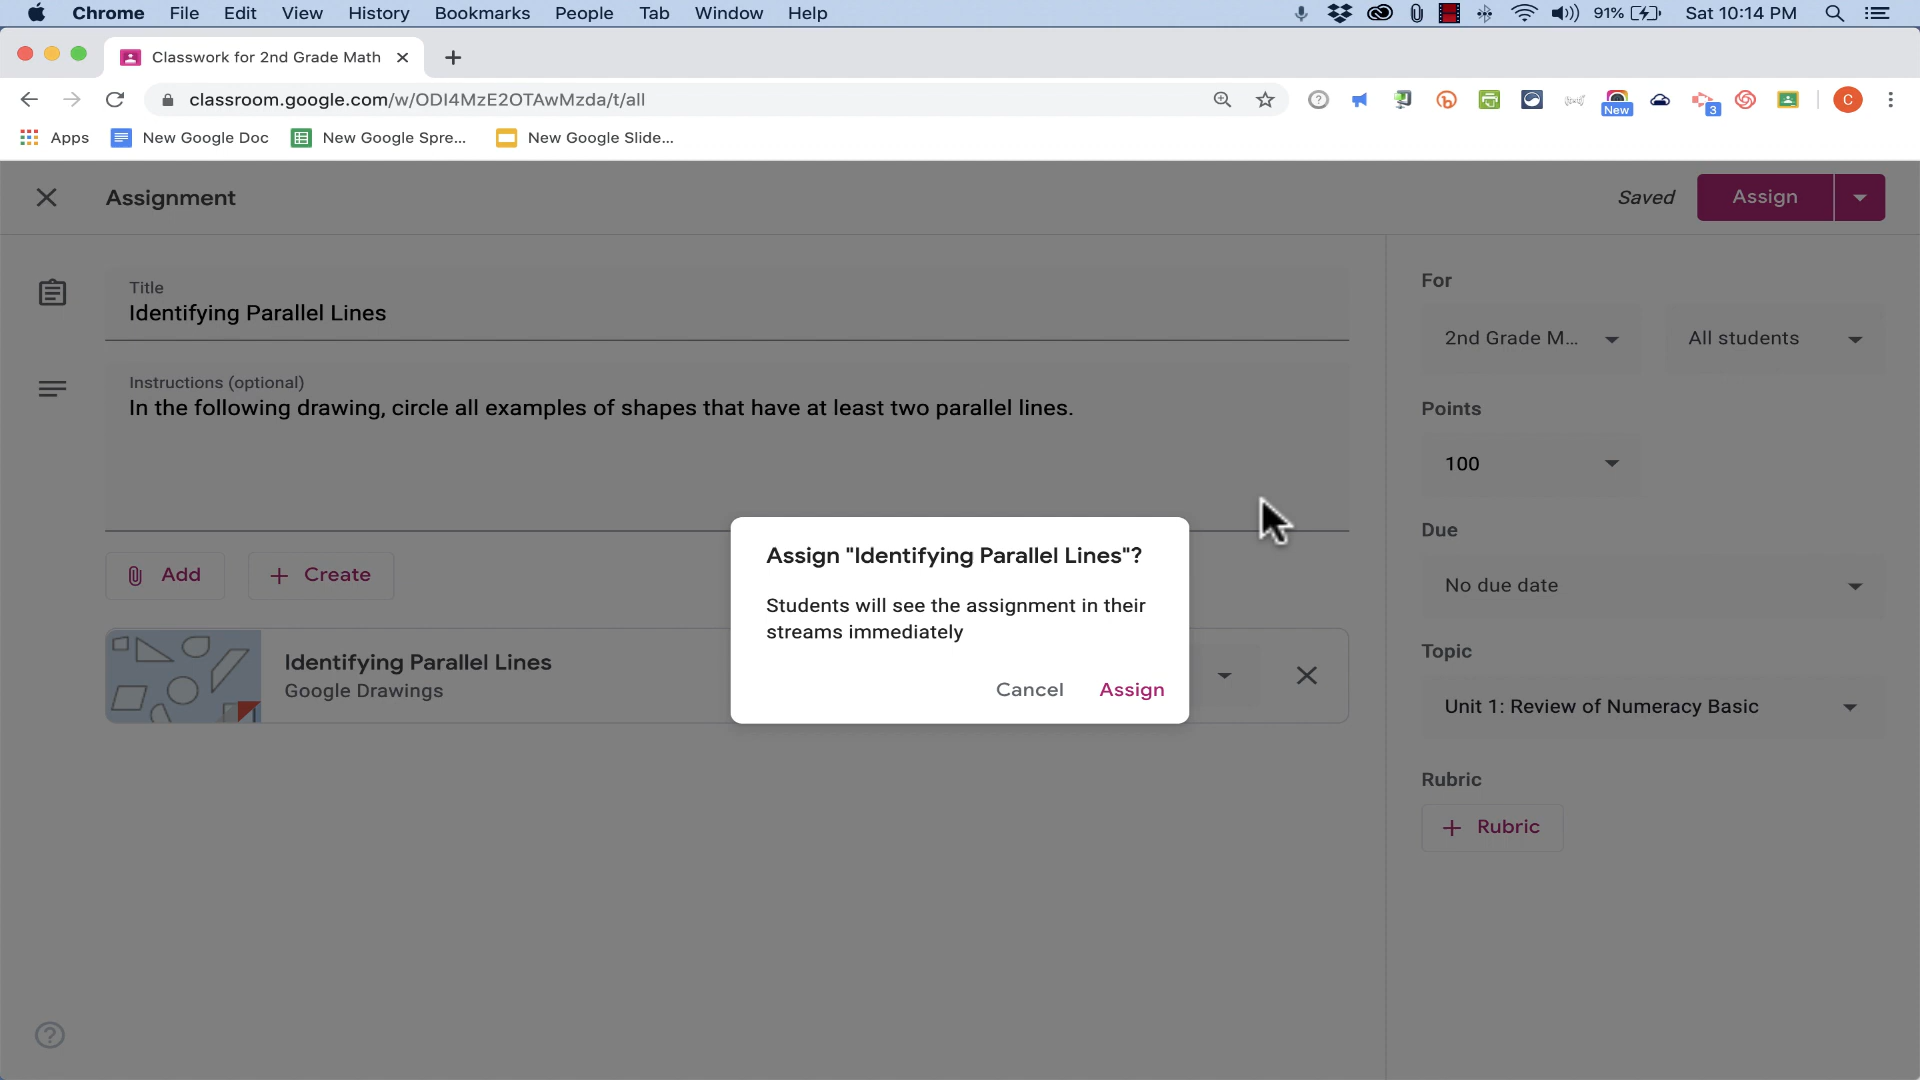 Chrome File Edit View History Bookmarks People Tab Window Help 91% Sat 10:14 PM
Classwork for 2nd Grade Math
classroom.google.com/w/ODI4MzE2OTAwMzda/t/all New 3 C
Apps New Google Doc New Google Spre... New Google Slide...
Assignment Saved Assign
Title
Identifying Parallel Lines
Instructions (optional)
In the following drawing, circle all examples of shapes that have at least two parallel lines.
Add Create
Identifying Parallel Lines
Google Drawings
Assign "Identifying Parallel Lines"?
Students will see the assignment in their
streams immediately
Cancel Assign
For
2nd Grade M... All students
Points
100
Due
No due date
Topic
Unit 1: Review of Numeracy Basic
Rubric
Rubric